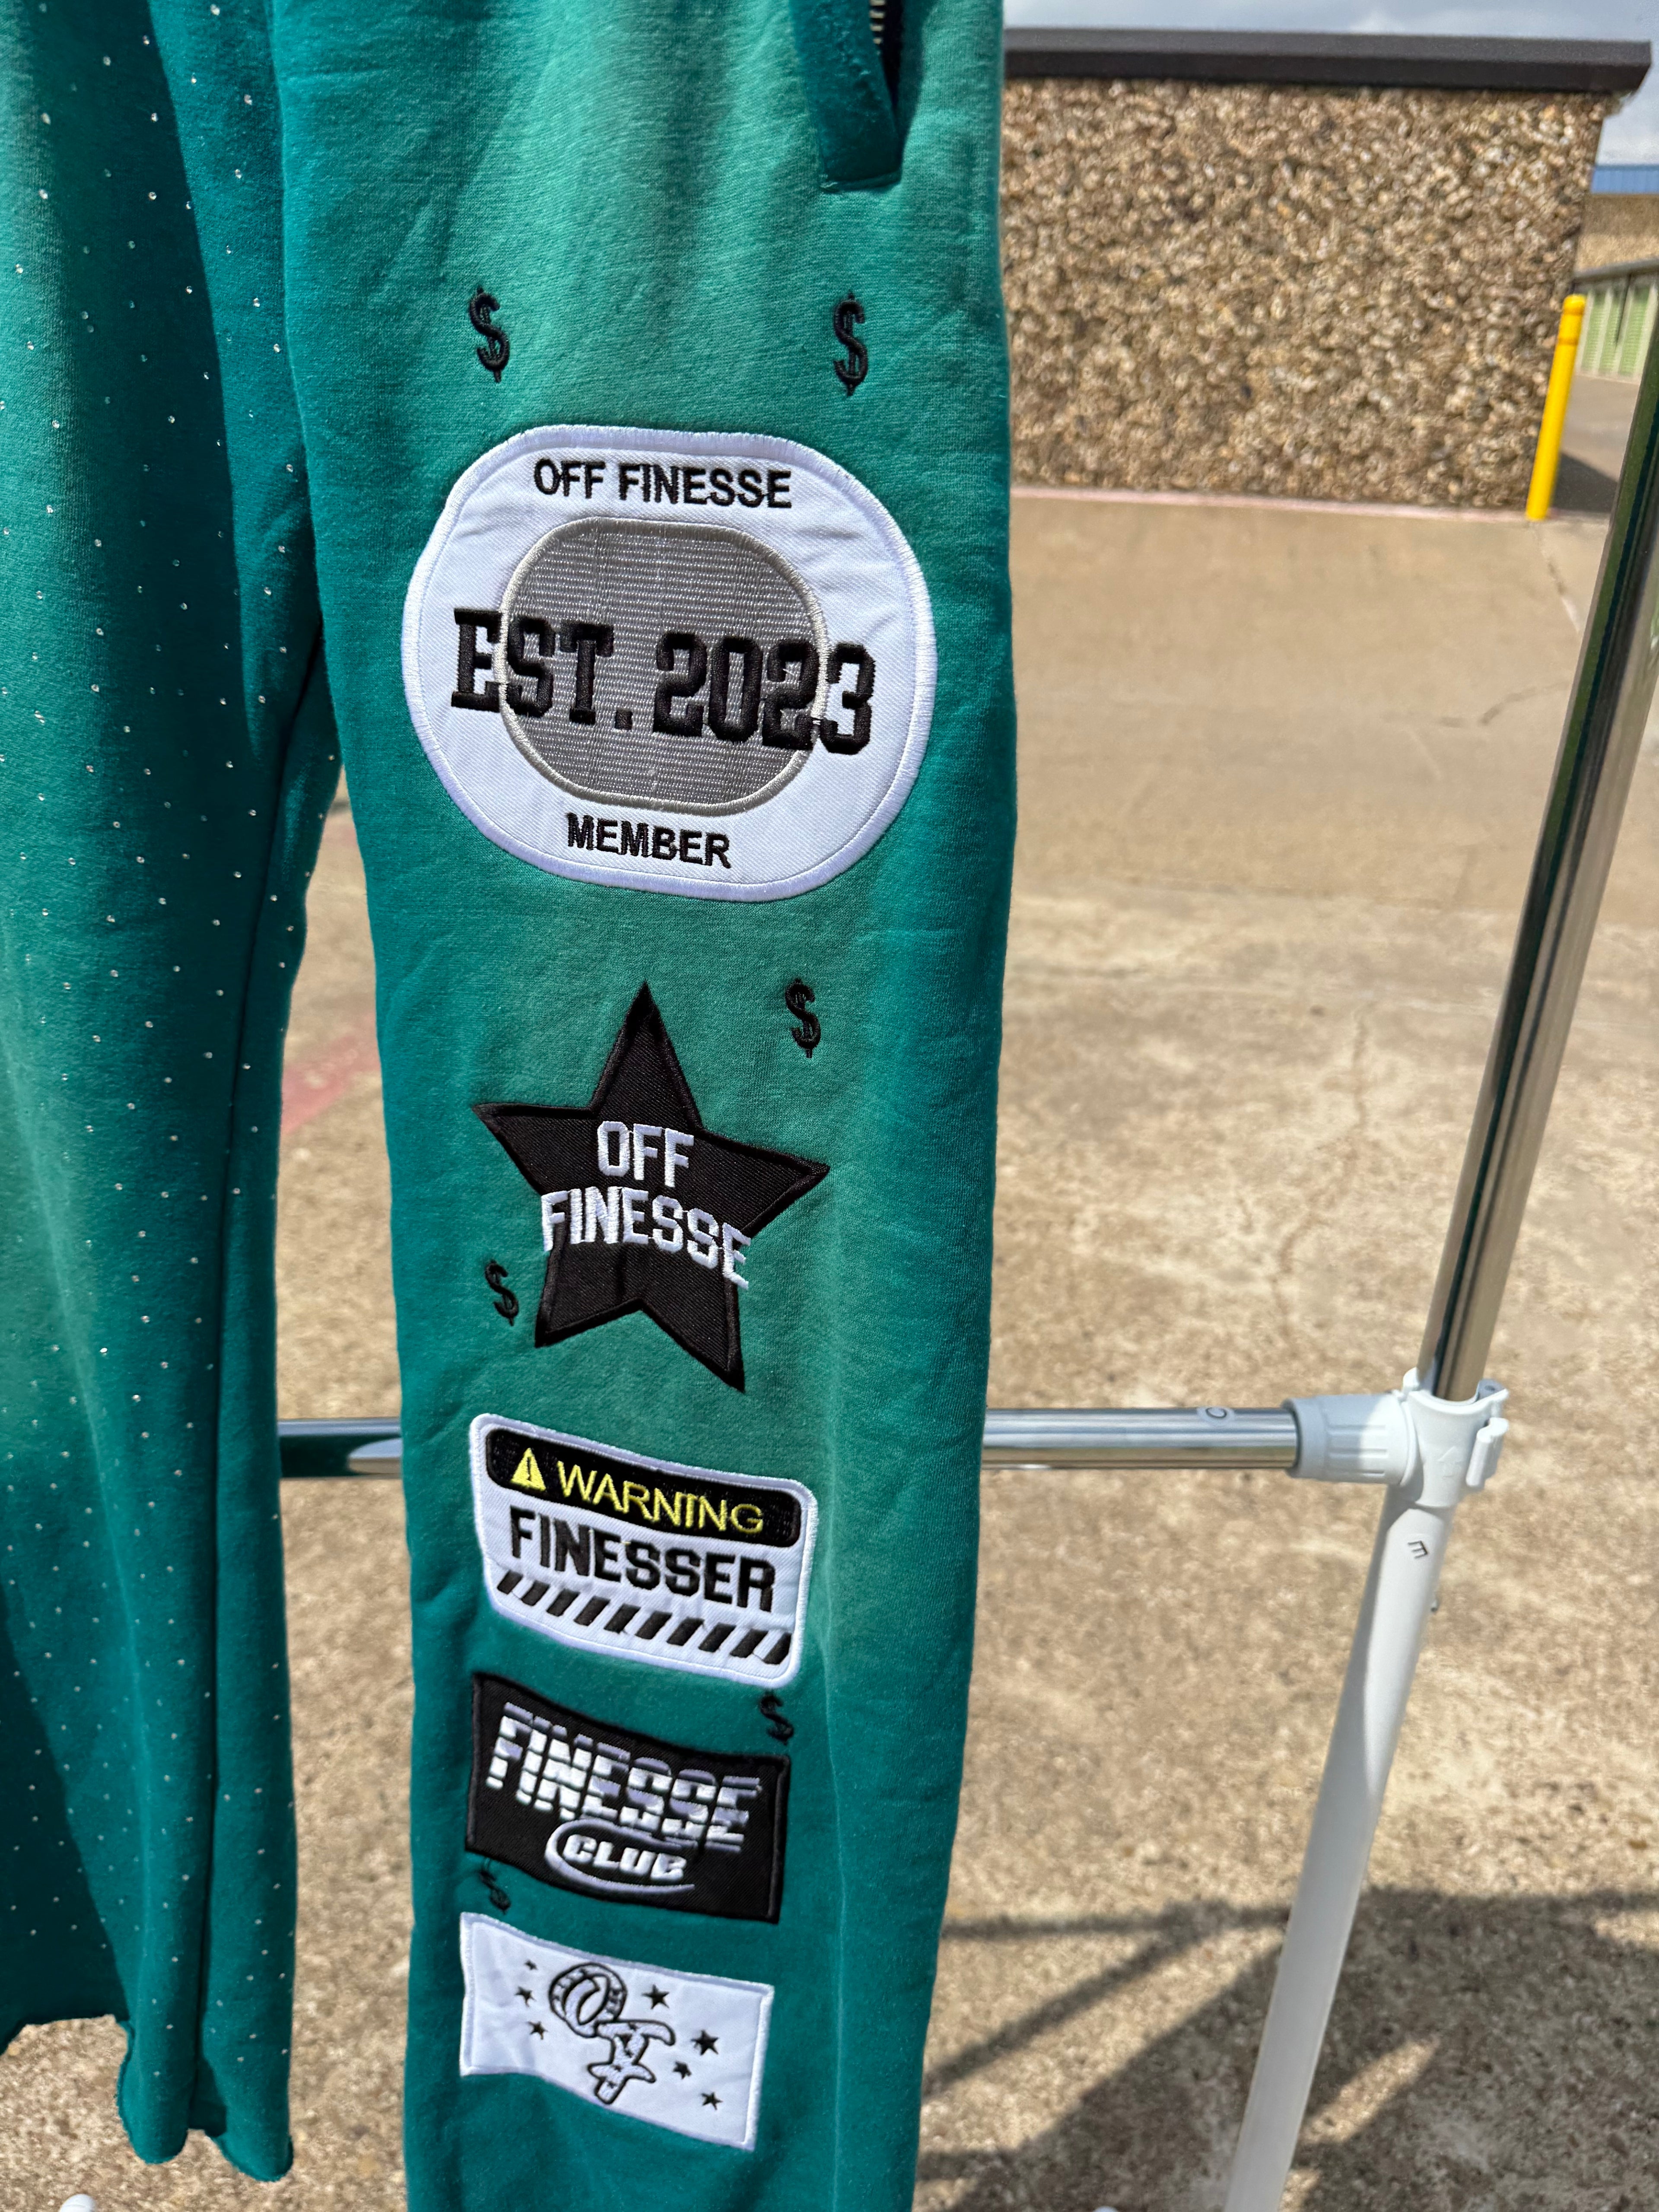 $ $
OFF FINESSE
EST. 2023
MEMBER
$
OFF
FINESSE
$
WARNING
FINESSER
$
FINESSE
CLUB
$
E